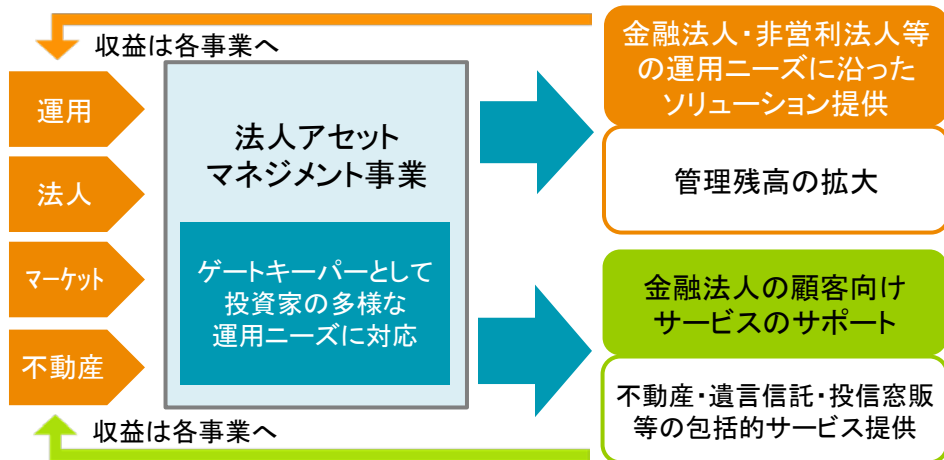 収益は各事業へ
運用
法人
マーケット
不動産
法人アセット
マネジメント事業
ゲートキーパーとして
投資家の多様な
運用ニーズに対応
金融法人・非営利法人等
の運用ニーズに沿った
ソリューション提供
管理残高の拡大
金融法人の顧客向け
サービスのサポート
不動産・遺言信託・投信窓販
等の包括的サービス提供
収益は各事業へ